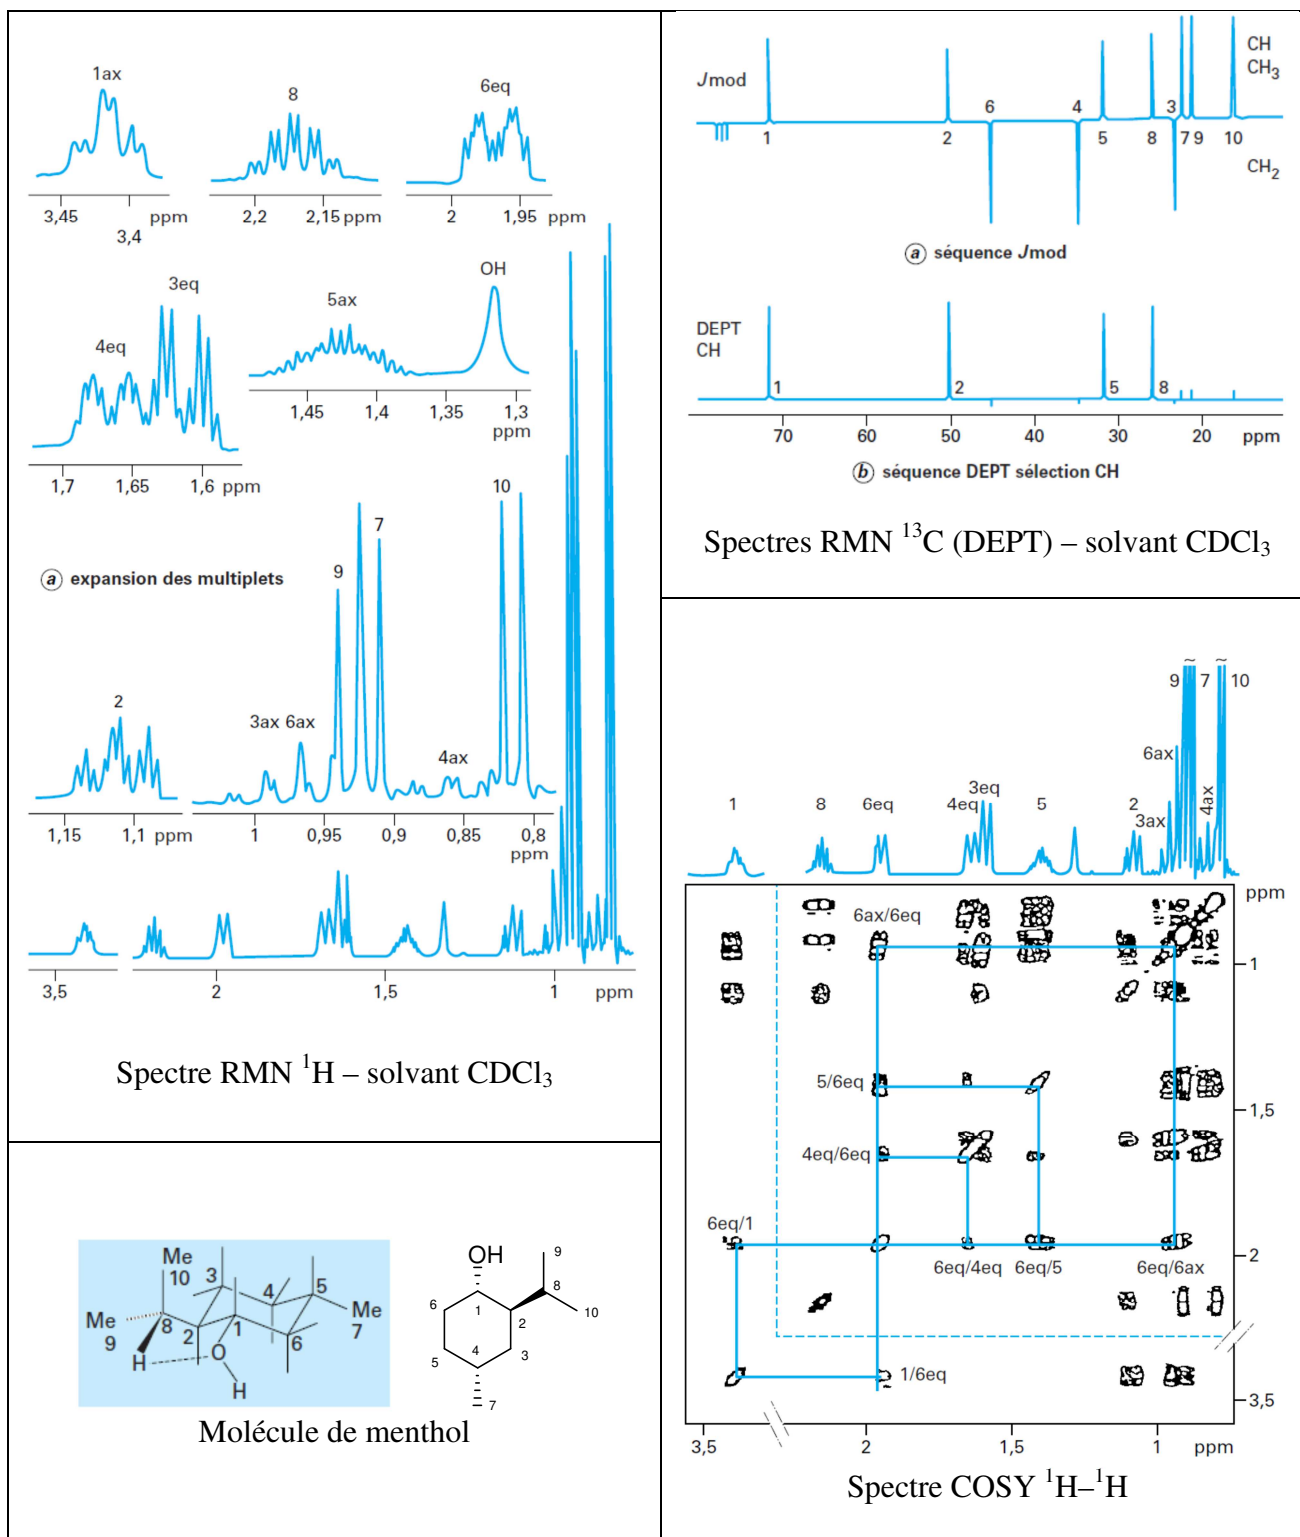 1ax
8
6eq
3,45
ppm
3,4
2,2
2,15 ppm
2
1,95
ppm
3eq
4eq
5ax
OH
1,7
1,65
1,6
ppm
1,45
1,4
1,35
1,3
ppm
10
7
9
ⓐ expansion des multiplets
2
3ax 6ax
4ax
1,15
1,1 ppm
1
0,95
0,9
0,85
0,8
ppm
3,5
2
1,5
1
ppm
Spectre RMN ¹H – solvant CDCl₃
Me
10
3
4
5
Me
9
8
2
1
6
Me
7
H
O
H
OH
9
8
10
6
1
2
5
4
3
7
Molécule de menthol
Jmod
CH
CH₃
6
4
3
1
2
5
8
7 9
10
CH₂
ⓐ séquence Jmod
DEPT
CH
1
2
5
8
70
60
50
40
30
20
ppm
ⓑ séquence DEPT sélection CH
Spectres RMN ¹³C (DEPT) – solvant CDCl₃
~
~
9
7
10
6ax
3eq
1
8
6eq
4eq
5
2
3ax
4ax
ppm
6ax/6eq
1
5/6eq
1,5
4eq/6eq
6eq/1
2
6eq/4eq
6eq/5
6eq/6ax
1/6eq
3,5
3,5
2
1,5
1
ppm
Spectre COSY ¹H–¹H